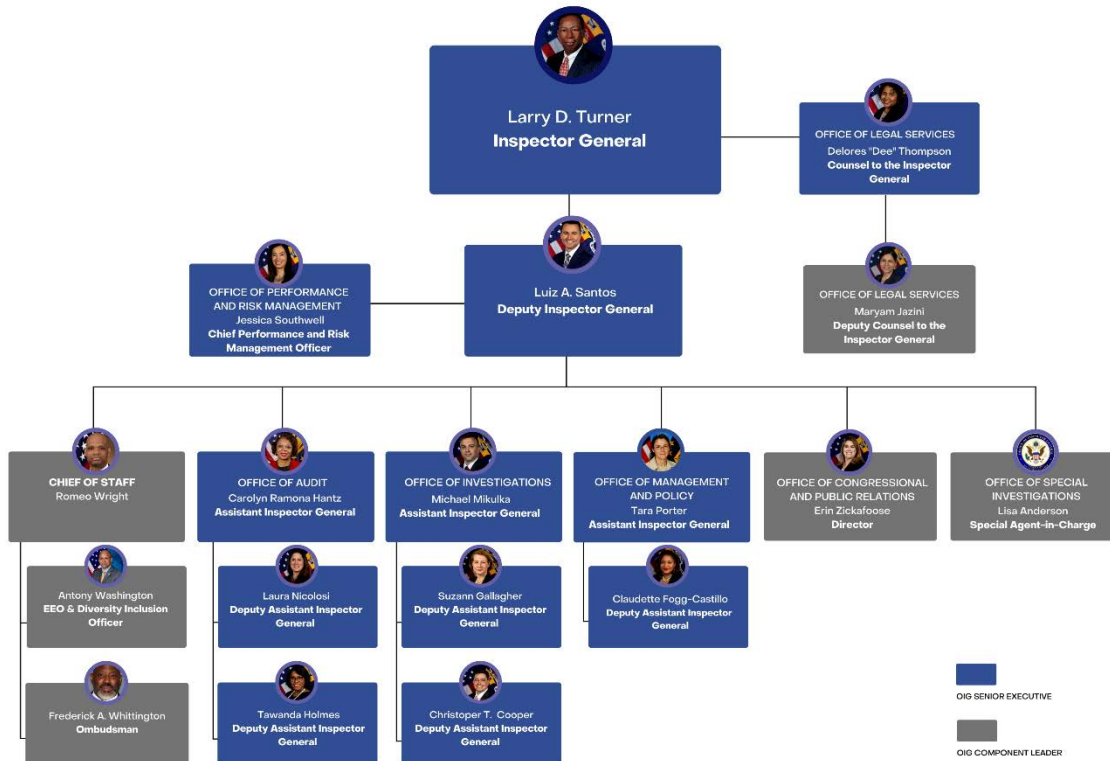 Larry D. Turner
Inspector General
OFFICE OF LEGAL SERVICES
Delores "Dee" Thompson
Counsel to the Inspector
General
OFFICE OF PERFORMANCE
AND RISK MANAGEMENT
Jessica Southwell
Chief Performance and Risk
Management Officer
Luiz A. Santos
Deputy Inspector General
OFFICE OF LEGAL SERVICES
Maryam Jazini
Deputy Counsel to the
Inspector General
CHIEF OF STAFF
Romeo Wright
OFFICE OF AUDIT
Carolyn Ramona Hantz
Assistant Inspector General
OFFICE OF INVESTIGATIONS
Michael Mikulka
Assistant Inspector General
OFFICE OF MANAGEMENT
AND POLICY
Tara Porter
Assistant Inspector General
OFFICE OF CONGRESSIONAL
AND PUBLIC RELATIONS
Erin Zickafoose
Director
OFFICE OF SPECIAL
INVESTIGATIONS
Lisa Anderson
Special Agent-in-Charge
Antony Washington
EEO & Diversity Inclusion
Officer
Laura Nicolosi
Deputy Assistant Inspector
General
Suzann Gallagher
Deputy Assistant Inspector
General
Claudette Fogg-Castillo
Deputy Assistant Inspector
General
Frederick A. Whittington
Ombudsman
Tawanda Holmes
Deputy Assistant Inspector
General
Christoper T. Cooper
Deputy Assistant Inspector
General
OIG SENIOR EXECUTIVE
OIG COMPONENT LEADER